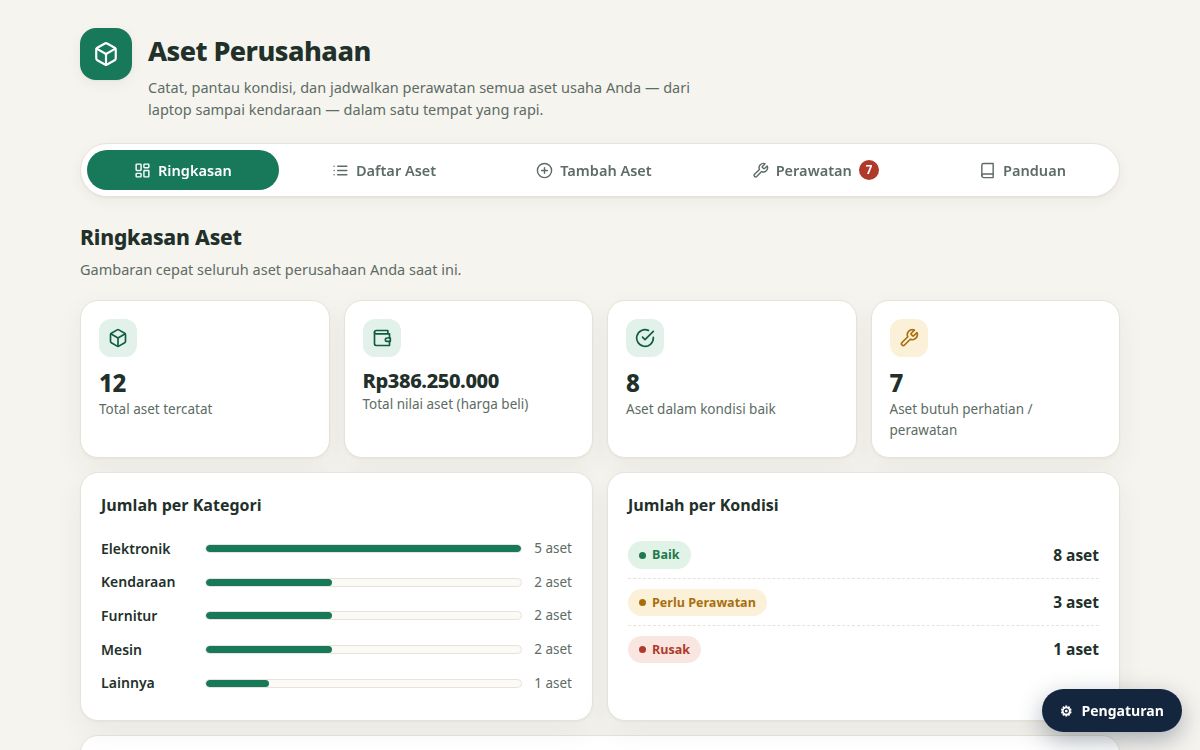 Aset Perusahaan
Catat, pantau kondisi, dan jadwalkan perawatan semua aset usaha Anda — dari
laptop sampai kendaraan — dalam satu tempat yang rapi.
Ringkasan
Daftar Aset
Tambah Aset
Perawatan 7
Panduan
Ringkasan Aset
Gambaran cepat seluruh aset perusahaan Anda saat ini.
12
Total aset tercatat
Rp386.250.000
Total nilai aset (harga beli)
8
Aset dalam kondisi baik
7
Aset butuh perhatian /
perawatan
Jumlah per Kategori
Elektronik 5 aset
Kendaraan 2 aset
Furnitur 2 aset
Mesin 2 aset
Lainnya 1 aset
Jumlah per Kondisi
Baik 8 aset
Perlu Perawatan 3 aset
Rusak 1 aset
Pengaturan